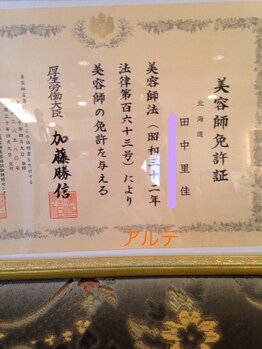 美容師免許証
北海道
田中里佳
美容師法(昭和三十二年
法律第百六十三号)により
美容師の免許を与える
厚生労働大臣 加藤勝信
アルテ